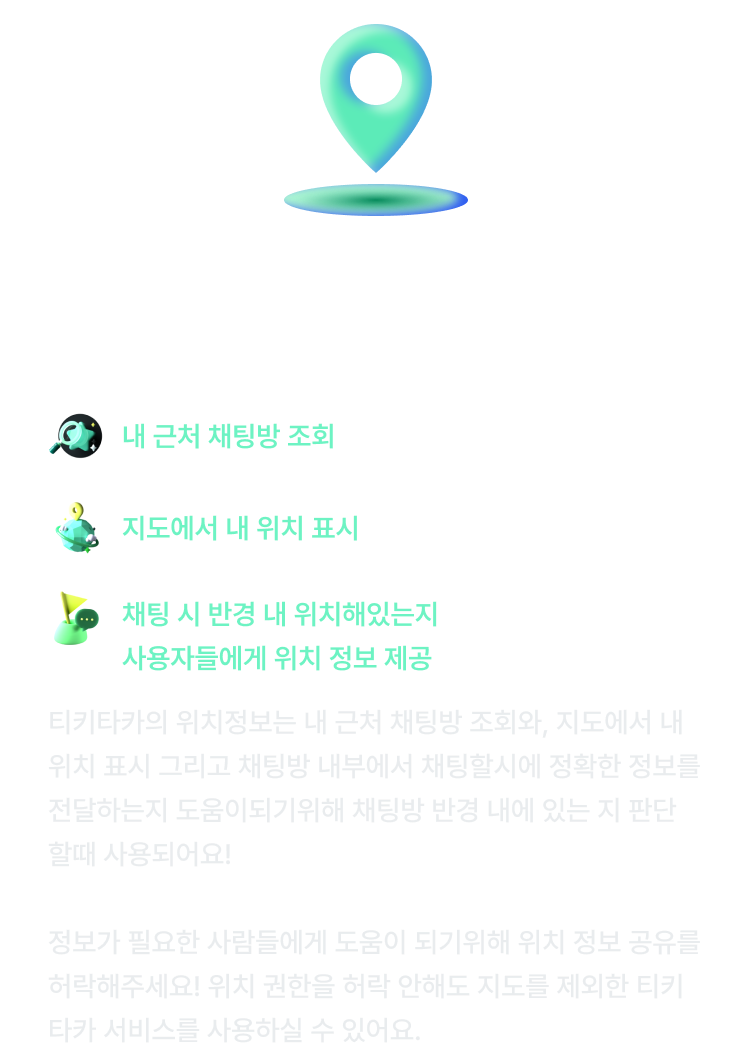 내 근처 채팅방 조회
지도에서 내 위치 표시
채팅 시 반경 내 위치해있는지
사용자들에게 위치 정보 제공
티키타카의 위치정보는 내 근처 채팅방 조회와, 지도에서 내
위치 표시 그리고 채팅방 내부에서 채팅할시에 정확한 정보를
전달하는지 도움이되기위해 채팅방 반경 내에 있는 지 판단
할때 사용되어요!
정보가 필요한 사람들에게 도움이 되기위해 위치 정보 공유를
허락해주세요! 위치 권한을 허락 안해도 지도를 제외한 티키
타카 서비스를 사용하실 수 있어요.